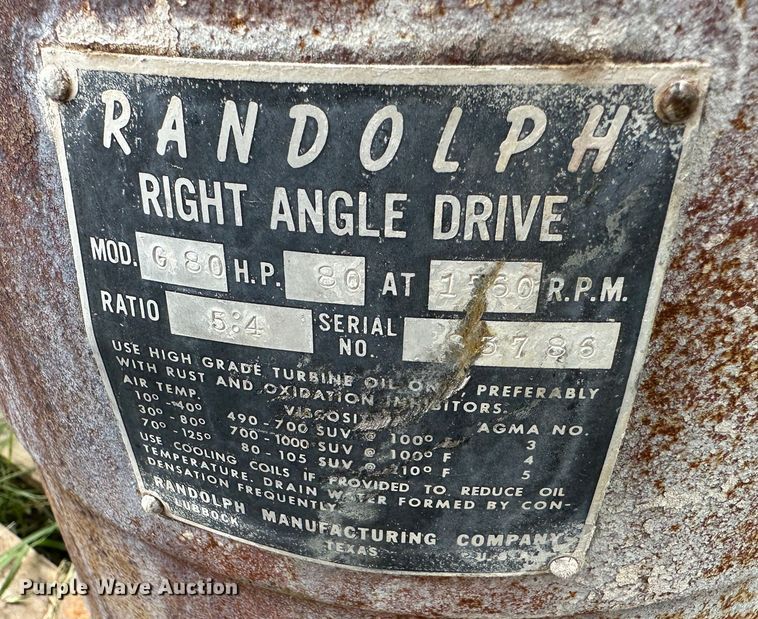 RANDOLPH
RIGHT ANGLE DRIVE
MOD. G 80 H.P. 80 AT R.P.M.
RATIO 5:4 SERIAL NO.
USE HIGH GRADE TURBINE OIL PREFERABLY
WITH RUST AND OXIDATION
AIR TEMP. AGMA NO.
10° - 40° 490 - 700 SUV @ 100° F 3
30° - 80° 700 - 1000 SUV @ 100° F 4
70° - 125° 80 - 105 SUV @ 210° F 5
USE COOLING COILS IF PROVIDED TO REDUCE OIL
TEMPERATURE. DRAIN WATER FORMED BY CON-
DENSATION FREQUENTLY
RANDOLPH MANUFACTURING COMPANY
LUBBOCK TEXAS U.S.A.
Purple Wave Auction